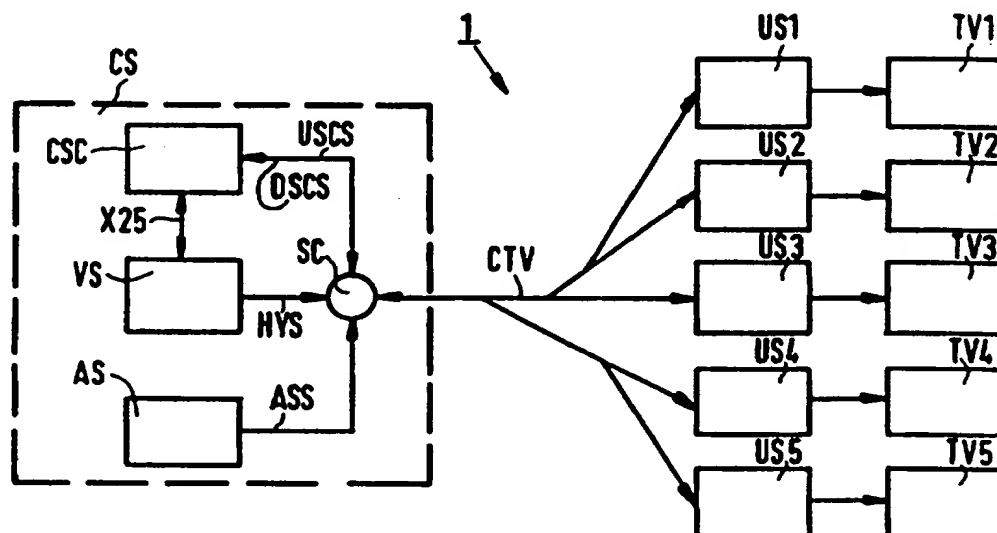 1
CS
CSC
USCS
DSCS
X25
VS
SC
HYS
AS
ASS
CTV
US1
TV1
US2
TV2
US3
TV3
US4
TV4
US5
TV5